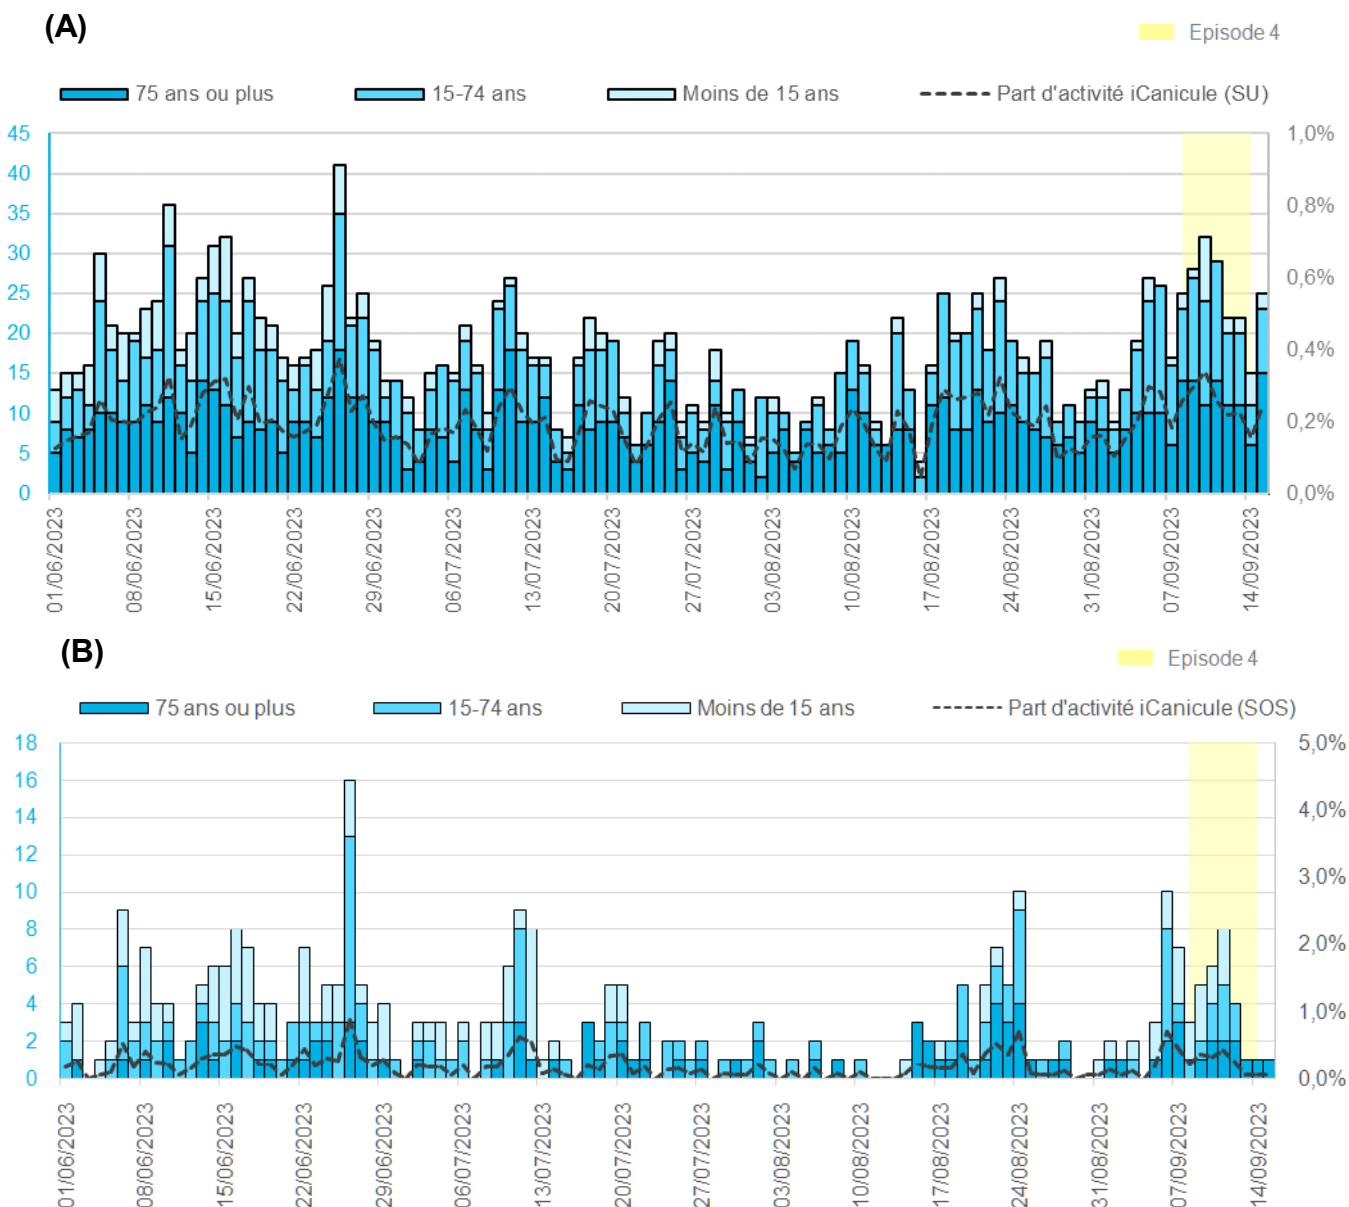 (A)
Episode 4
75 ans ou plus 15-74 ans Moins de 15 ans Part d'activité iCanicule (SU)
45 1,0%
40
35 0,8%
30
25 0,6%
20
15 0,4%
10 0,2%
5
0 0,0%
01/06/2023 08/06/2023 15/06/2023 22/06/2023 29/06/2023 06/07/2023 13/07/2023 20/07/2023 27/07/2023 03/08/2023 10/08/2023 17/08/2023 24/08/2023 31/08/2023 07/09/2023 14/09/2023
(B)
Episode 4
75 ans ou plus 15-74 ans Moins de 15 ans Part d'activité iCanicule (SOS)
18 5,0%
16
14 4,0%
12
10 3,0%
8 2,0%
6
4 1,0%
2
0 0,0%
01/06/2023 08/06/2023 15/06/2023 22/06/2023 29/06/2023 06/07/2023 13/07/2023 20/07/2023 27/07/2023 03/08/2023 10/08/2023 17/08/2023 24/08/2023 31/08/2023 07/09/2023 14/09/2023